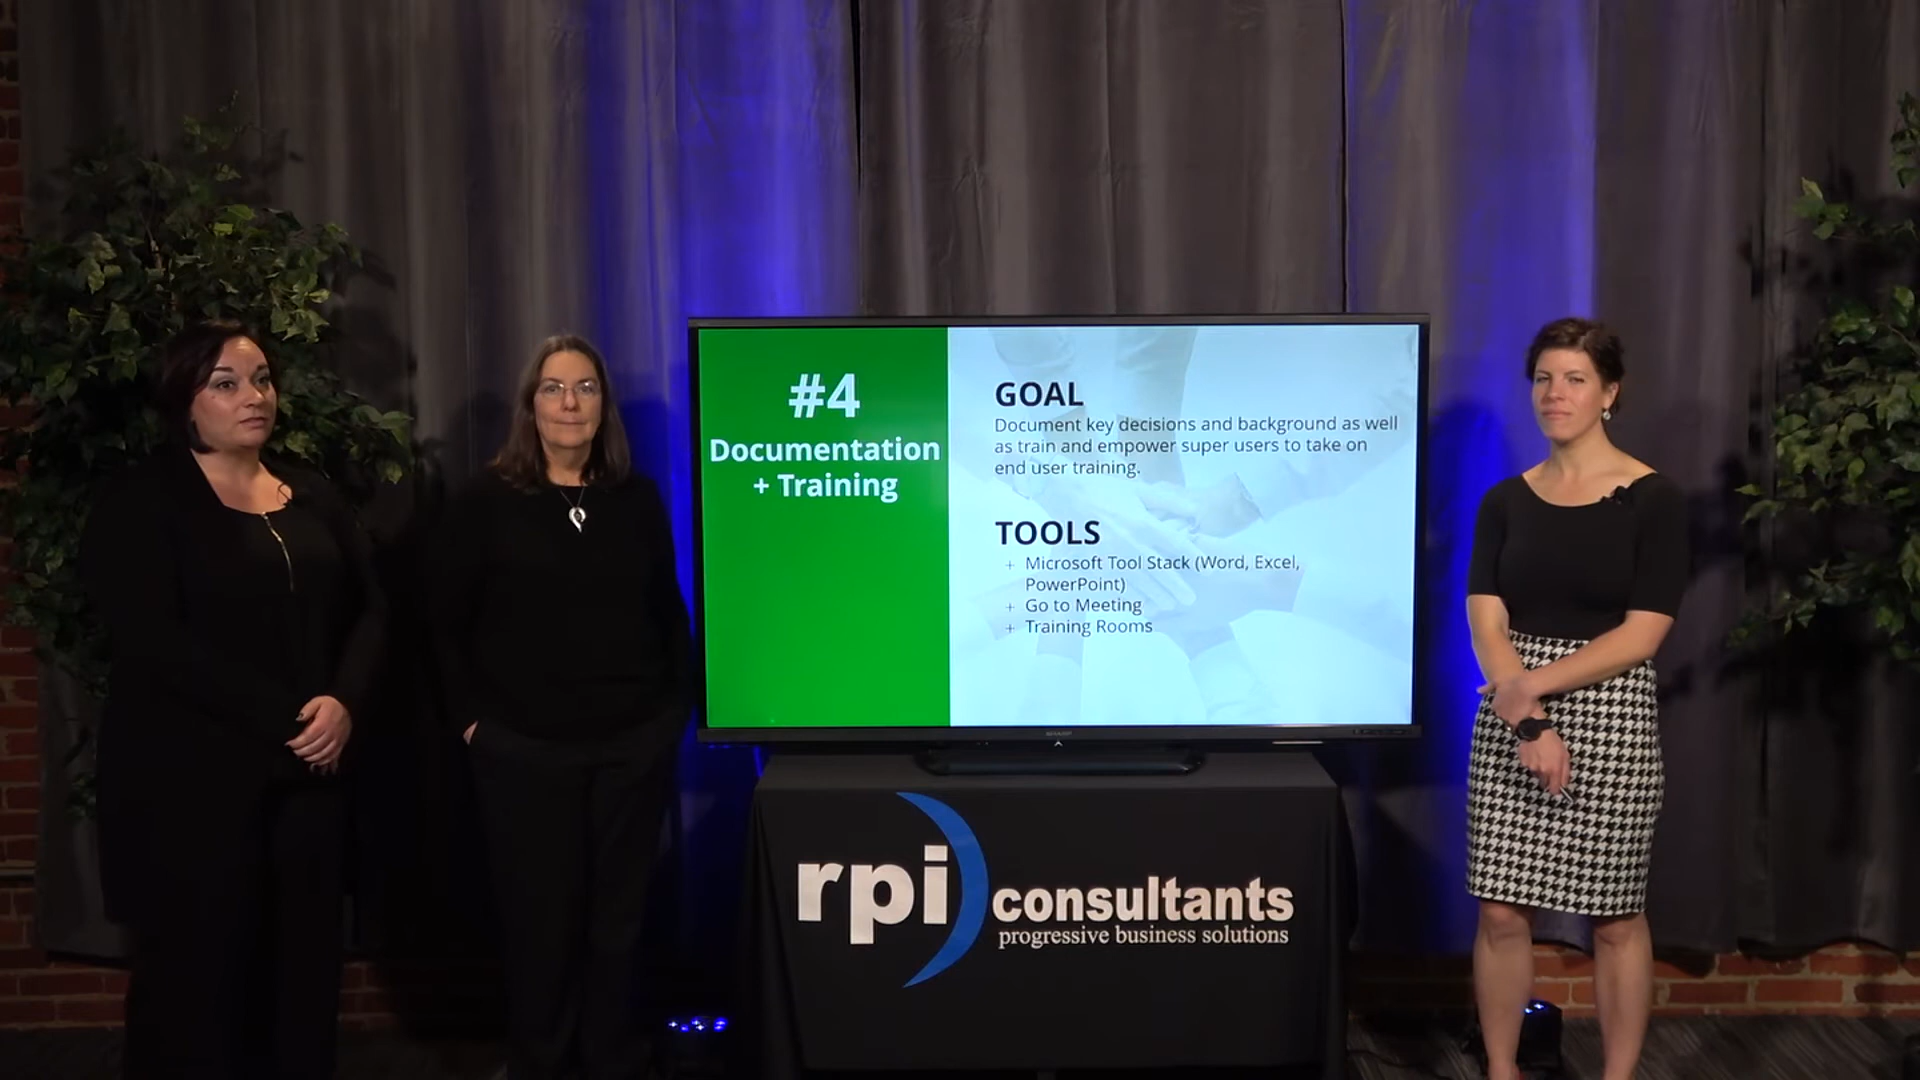 #4
Documentation
+ Training
GOAL
Document key decisions and background as well
as train and empower super users to take on
end user training.
TOOLS
+ Microsoft Tool Stack (Word, Excel,
PowerPoint)
+ Go to Meeting
+ Training Rooms
SHARP
rpi consultants
progressive business solutions